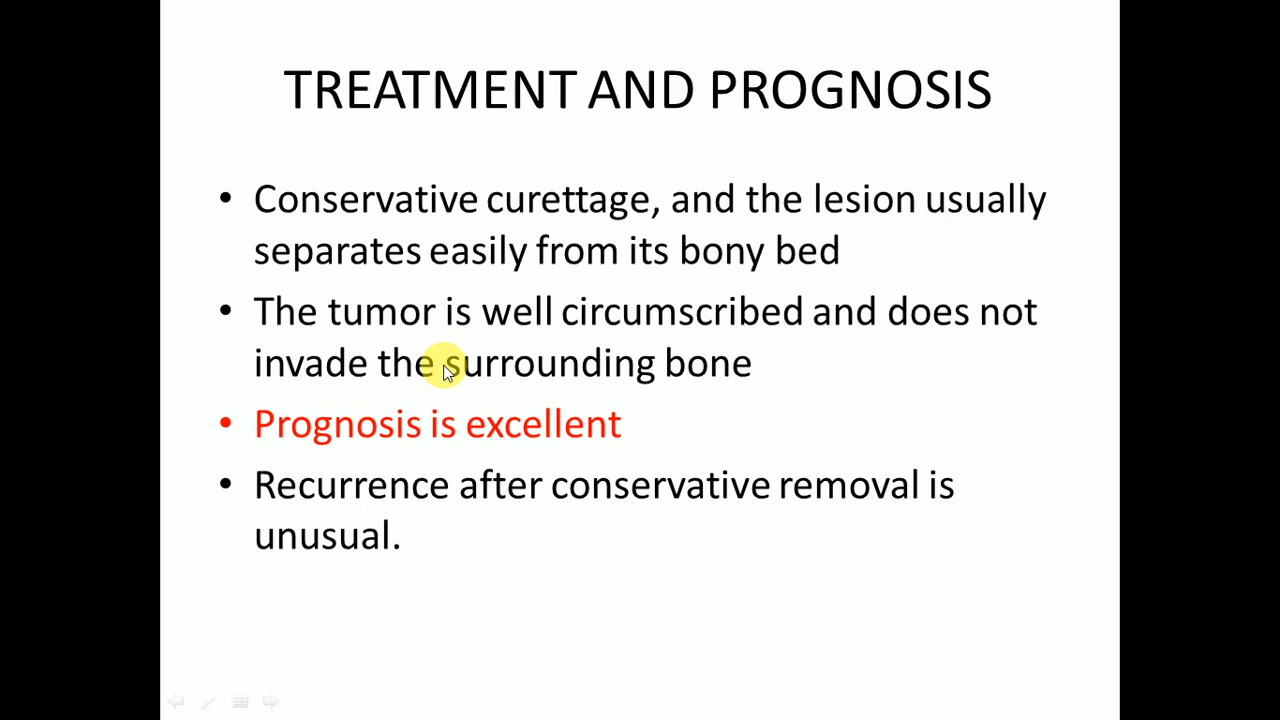 TREATMENT AND PROGNOSIS
• Conservative curettage, and the lesion usually
separates easily from its bony bed
• The tumor is well circumscribed and does not
invade the surrounding bone
• Prognosis is excellent
• Recurrence after conservative removal is
unusual.